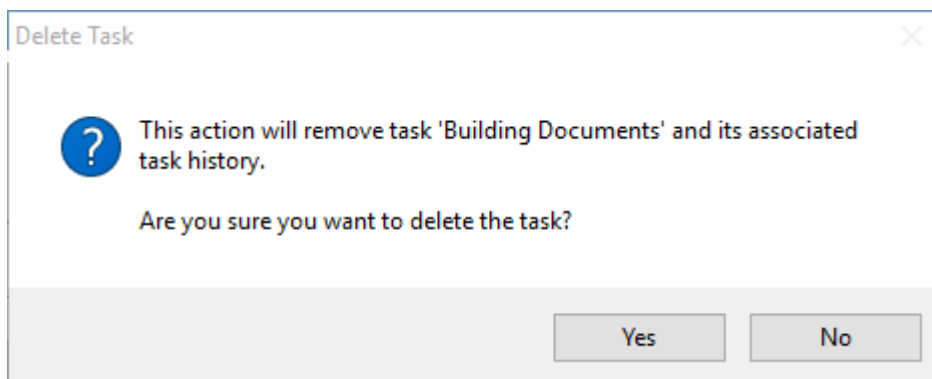 Delete Task
This action will remove task 'Building Documents' and its associated
task history.
Are you sure you want to delete the task?
Yes
No